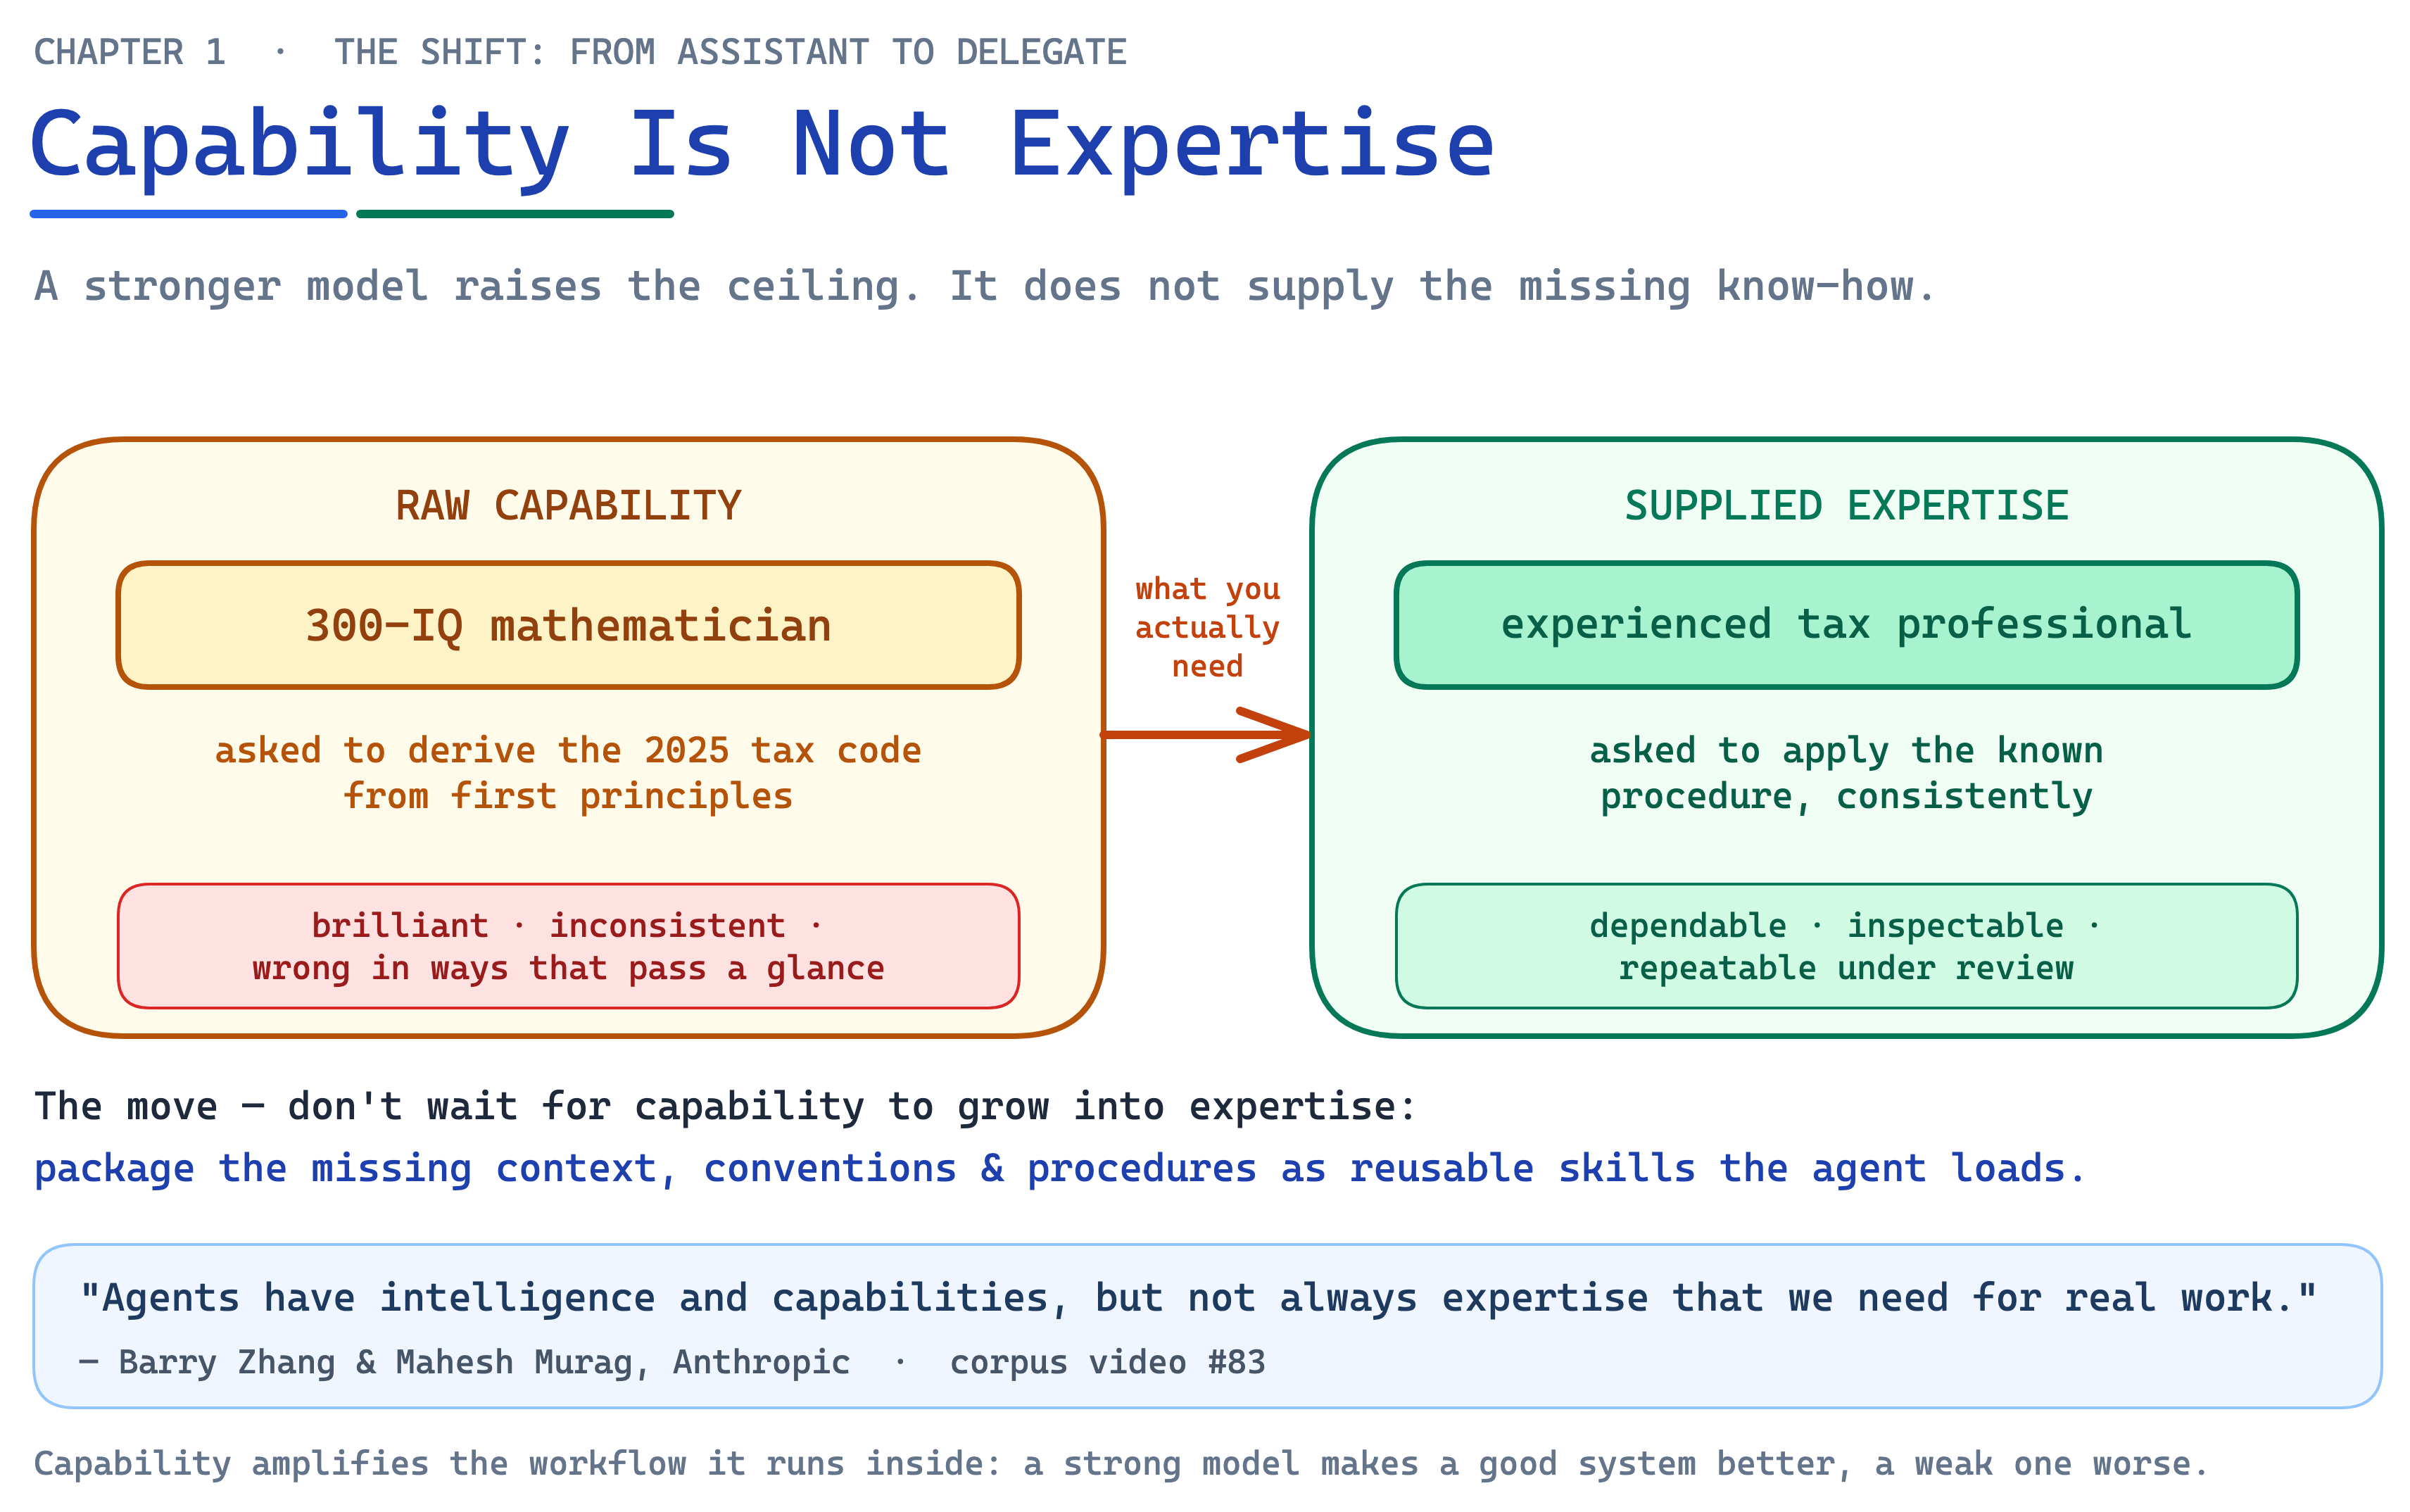 CHAPTER 1 · THE SHIFT: FROM ASSISTANT TO DELEGATE
Capability Is Not Expertise
A stronger model raises the ceiling. It does not supply the missing know-how.
RAW CAPABILITY
300-IQ mathematician
asked to derive the 2025 tax code
from first principles
brilliant · inconsistent ·
wrong in ways that pass a glance
what you
actually
need
SUPPLIED EXPERTISE
experienced tax professional
asked to apply the known
procedure, consistently
dependable · inspectable ·
repeatable under review
The move — don't wait for capability to grow into expertise:
package the missing context, conventions & procedures as reusable skills the agent loads.
"Agents have intelligence and capabilities, but not always expertise that we need for real work."
— Barry Zhang & Mahesh Murag, Anthropic · corpus video #83
Capability amplifies the workflow it runs inside: a strong model makes a good system better, a weak one worse.